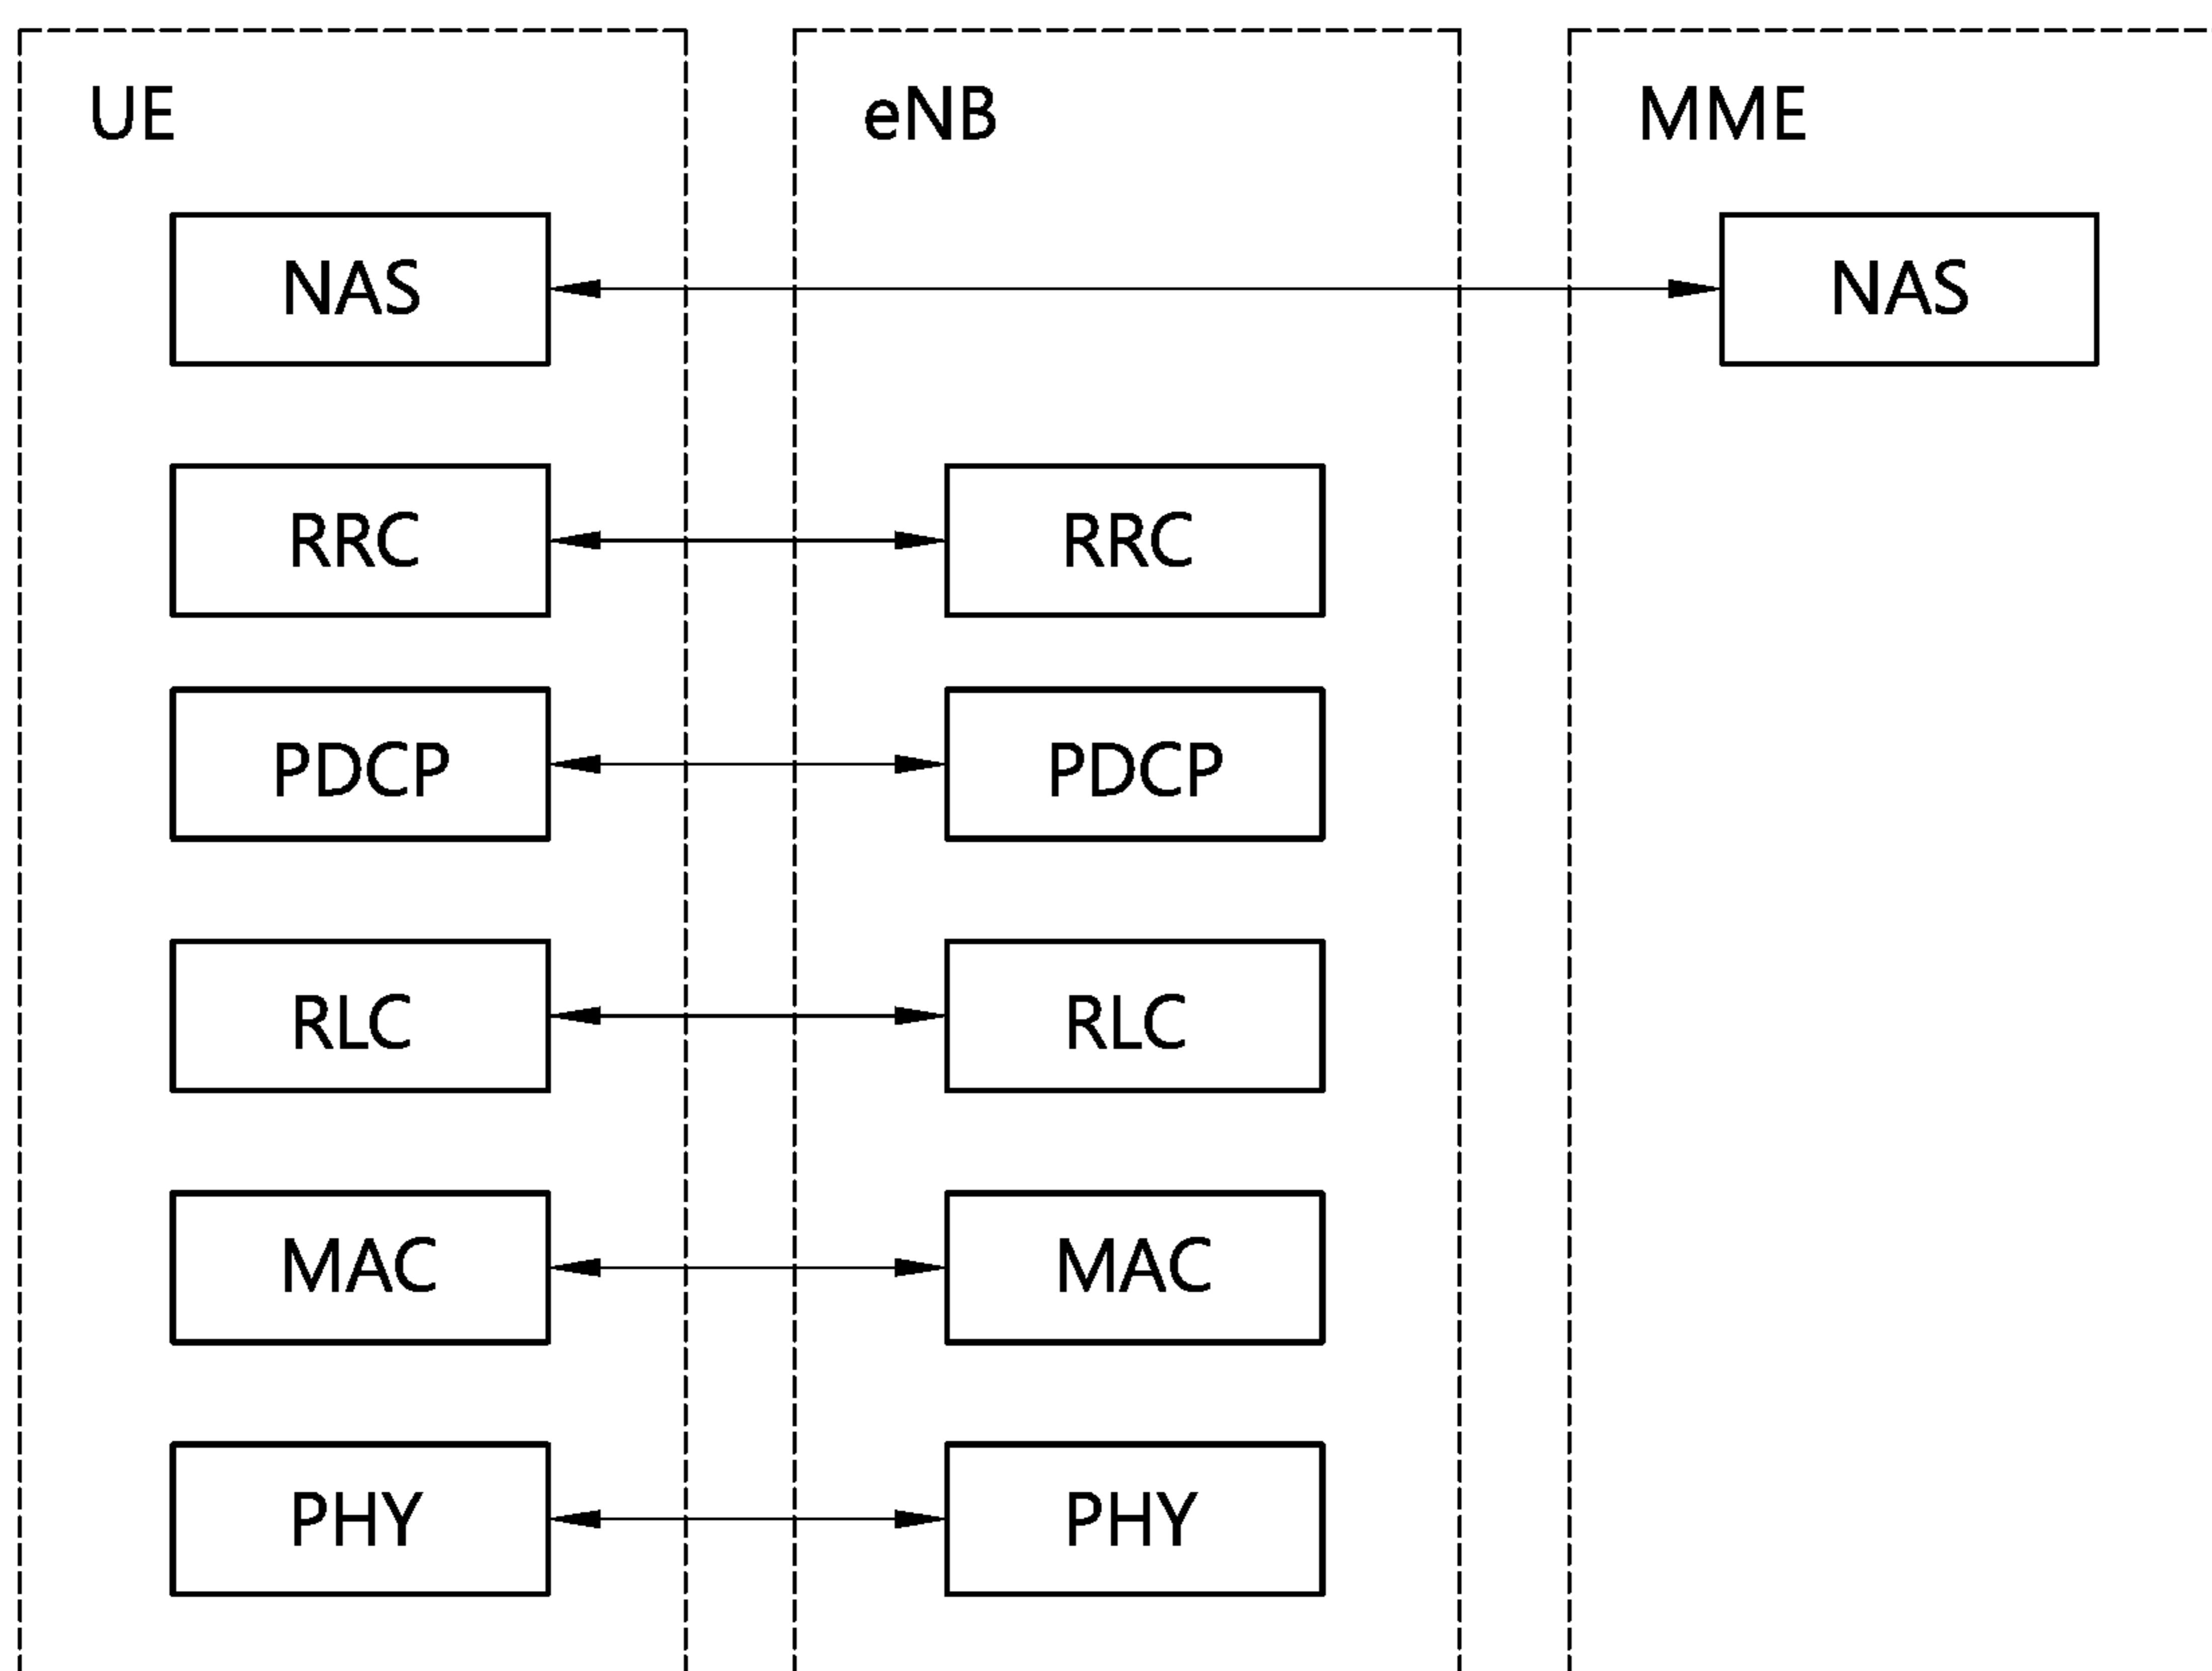 UE eNB MME
NAS NAS
RRC RRC
PDCP PDCP
RLC RLC
MAC MAC
PHY PHY